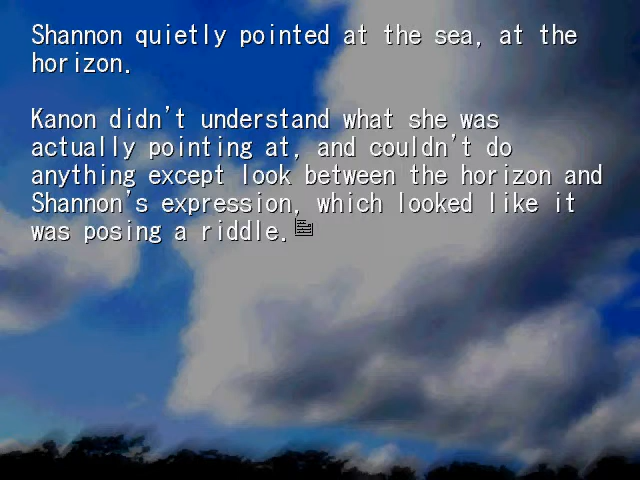 Shannon quietly pointed at the sea, at the
horizon.
Kanon didn't understand what she was
actually pointing at, and couldn't do
anything except look between the horizon and
Shannon's expression, which looked like it
was posing a riddle.